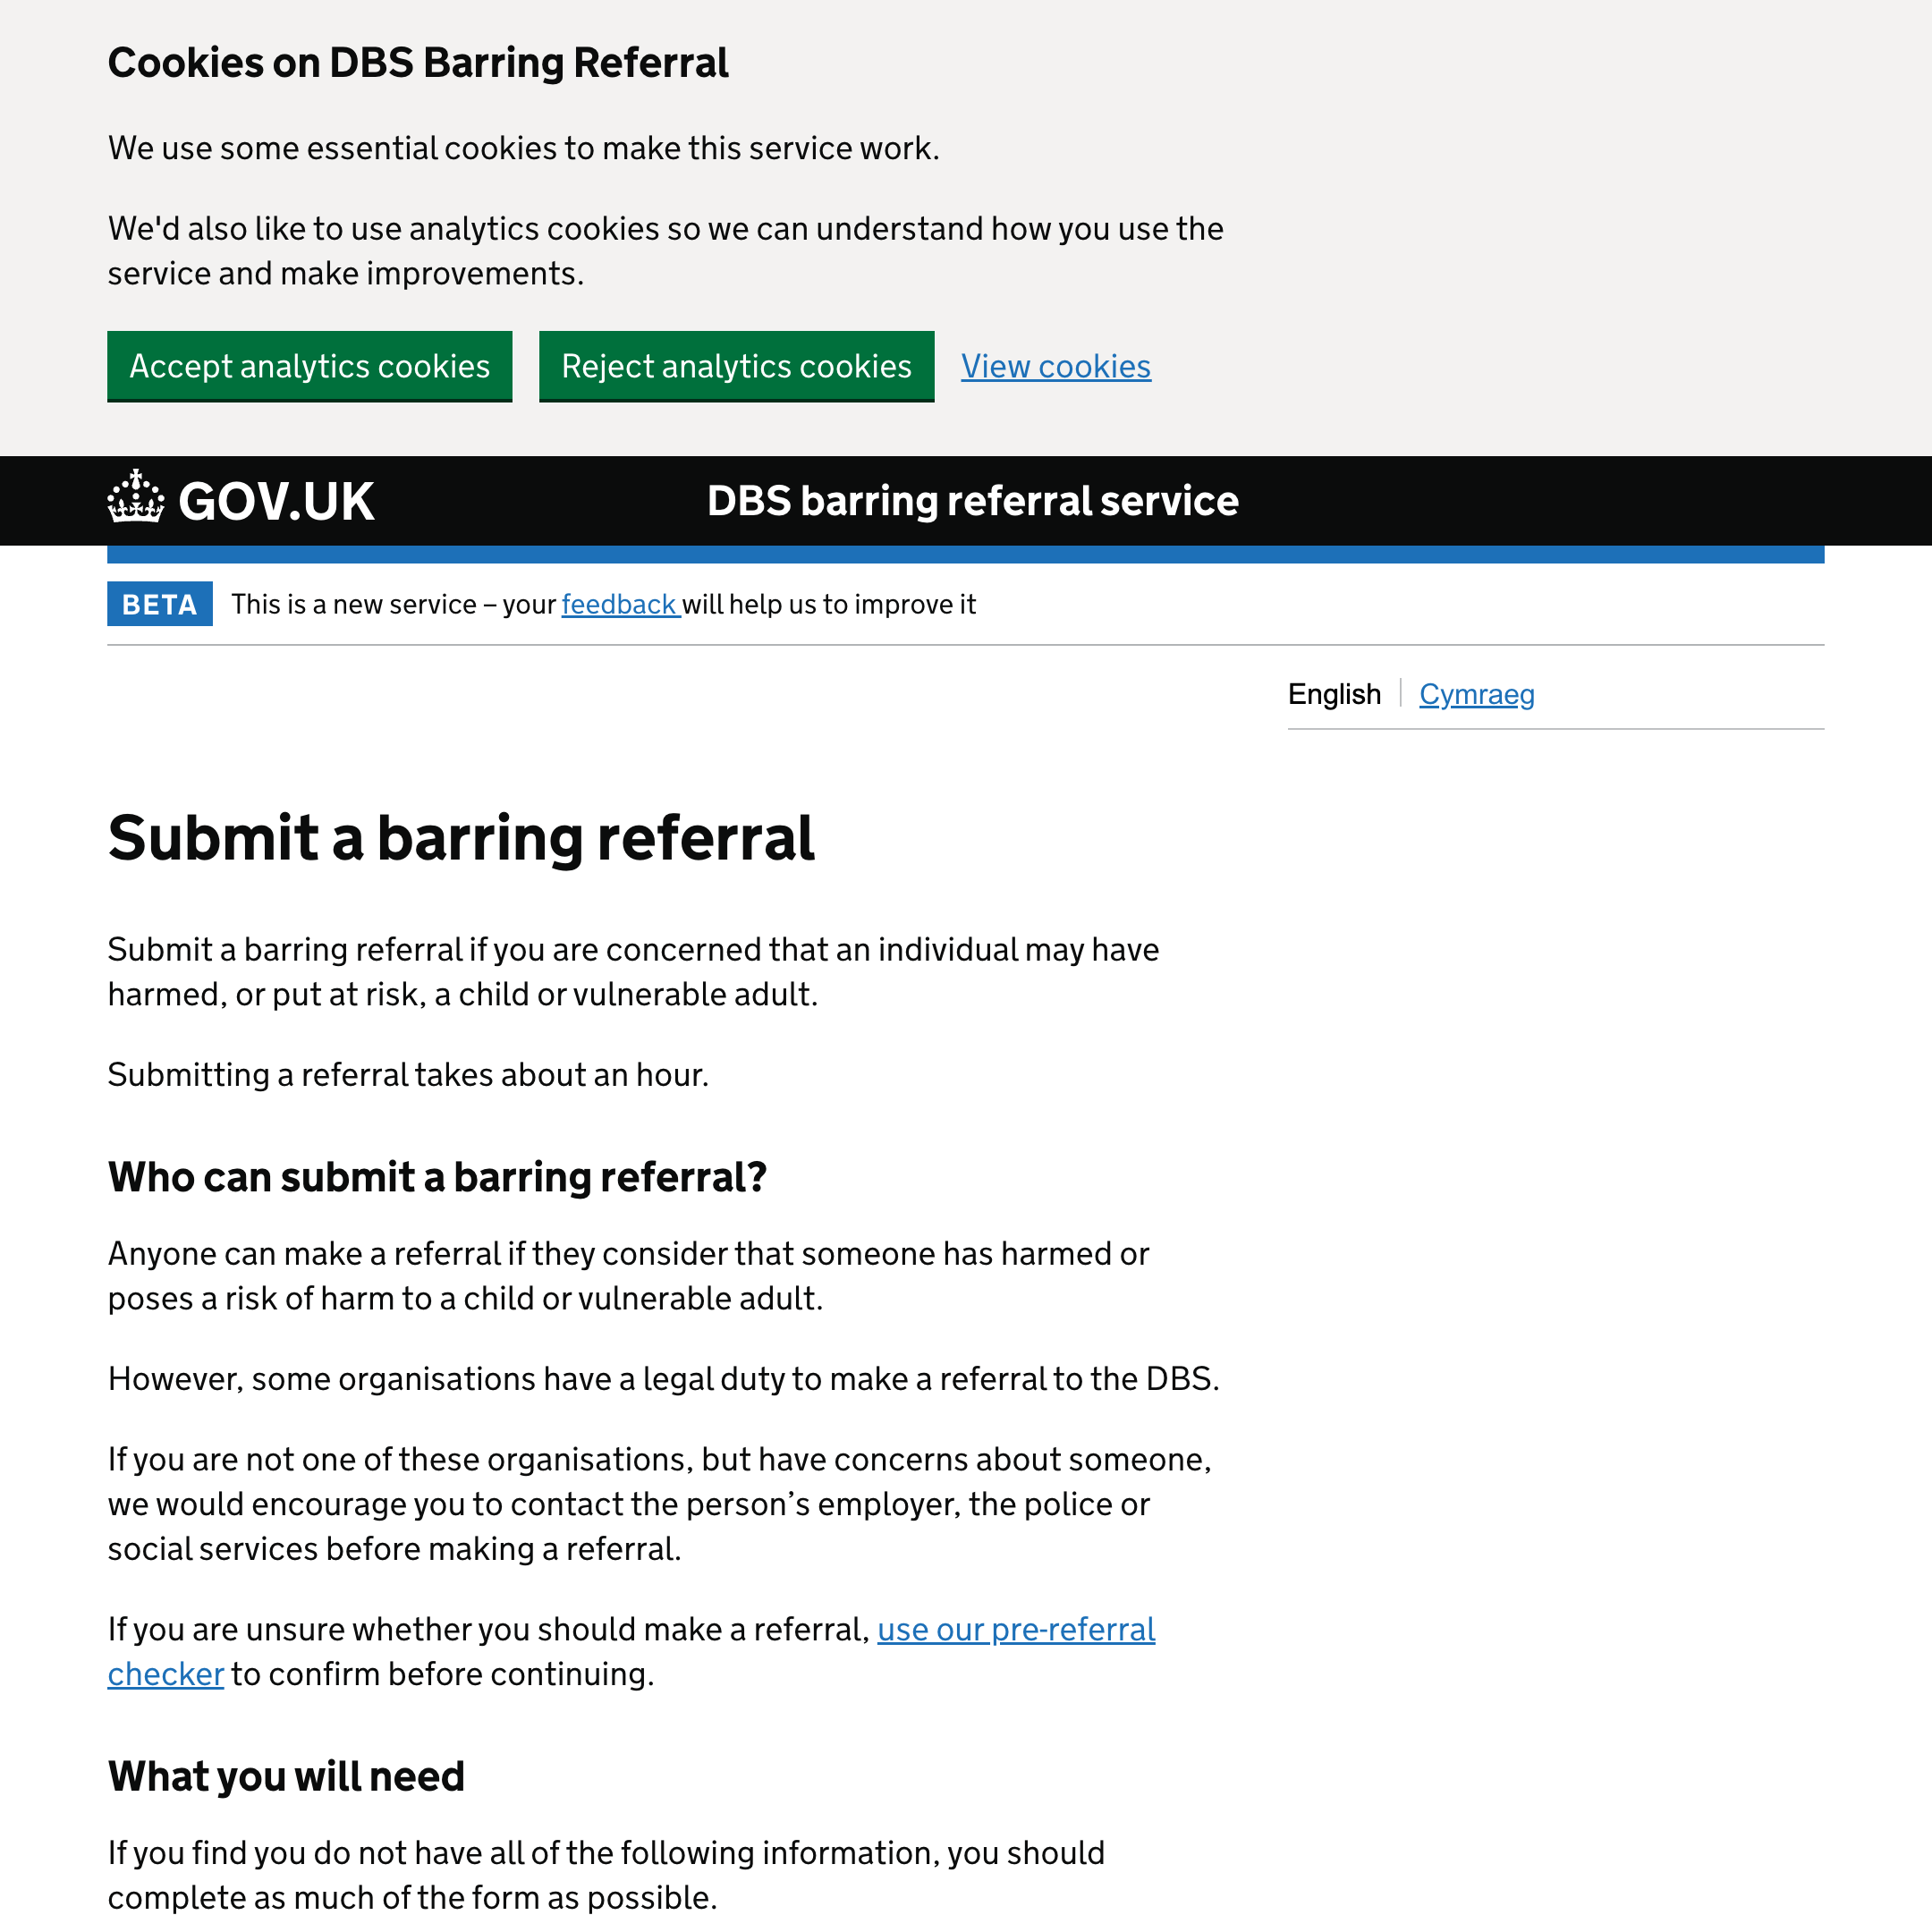 Cookies on DBS Barring Referral
We use some essential cookies to make this service work.
We'd also like to use analytics cookies so we can understand how you use the
service and make improvements.
Accept analytics cookies Reject analytics cookies View cookies
GOV.UK DBS barring referral service
BETA This is a new service – your feedback will help us to improve it
English Cymraeg
Submit a barring referral
Submit a barring referral if you are concerned that an individual may have
harmed, or put at risk, a child or vulnerable adult.
Submitting a referral takes about an hour.
Who can submit a barring referral?
Anyone can make a referral if they consider that someone has harmed or
poses a risk of harm to a child or vulnerable adult.
However, some organisations have a legal duty to make a referral to the DBS.
If you are not one of these organisations, but have concerns about someone,
we would encourage you to contact the person’s employer, the police or
social services before making a referral.
If you are unsure whether you should make a referral, use our pre-referral
checker to confirm before continuing.
What you will need
If you find you do not have all of the following information, you should
complete as much of the form as possible.